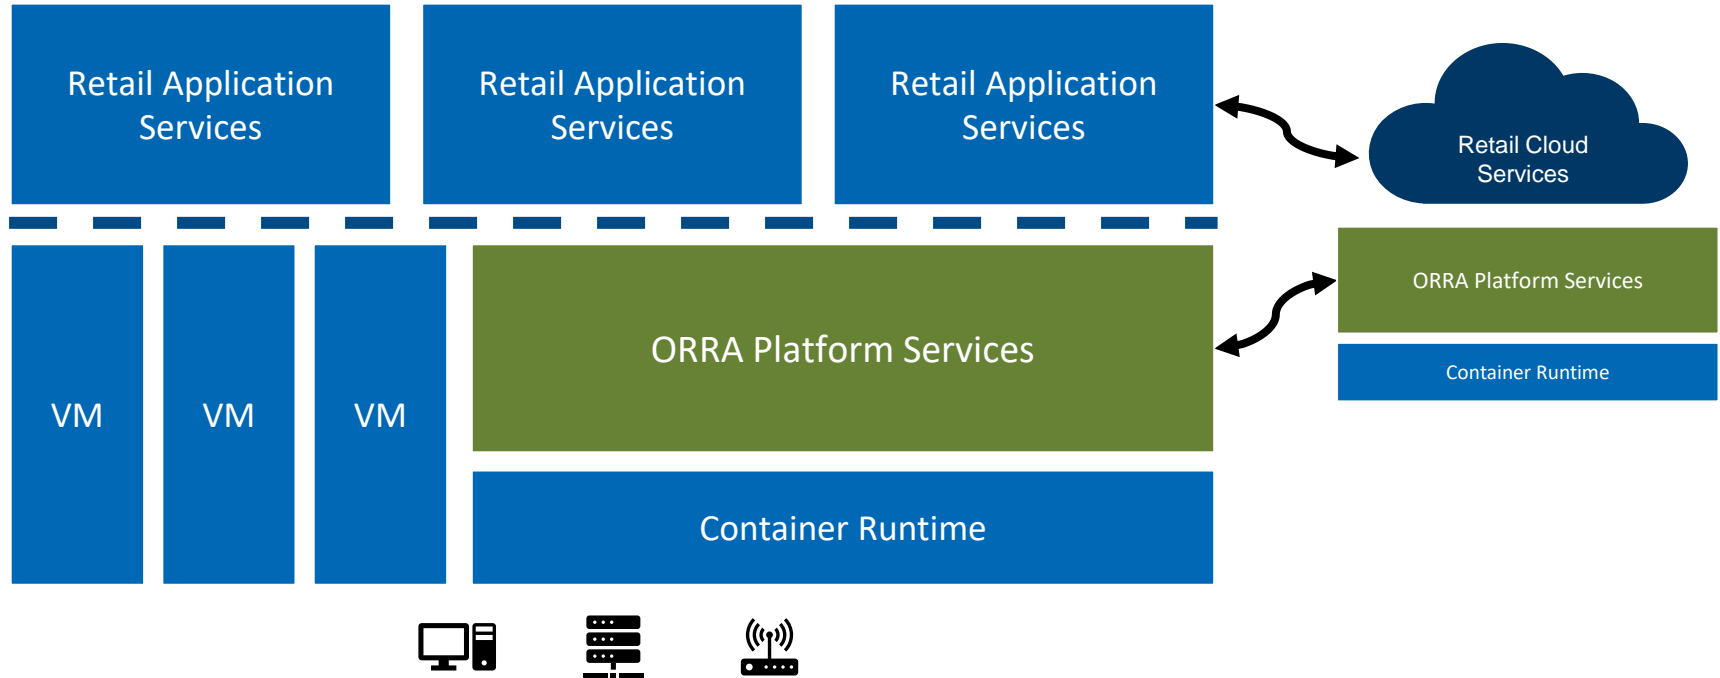 Retail Application
Services
Retail Application
Services
Retail Application
Services
Retail Cloud
Services
VM
VM
VM
ORRA Platform Services
Container Runtime
ORRA Platform Services
Container Runtime